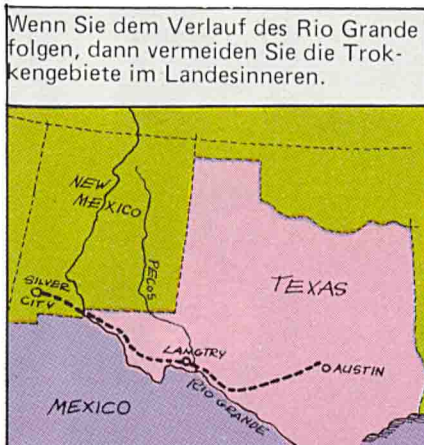 Wenn Sie dem Verlauf des Rio Grande
folgen, dann vermeiden Sie die Trok-
kengebiete im Landesinneren.
NEW
MEXICO
PECOS
TEXAS
SILVER
CITY
LANGTRY
AUSTIN
RIO GRANDE
MEXICO